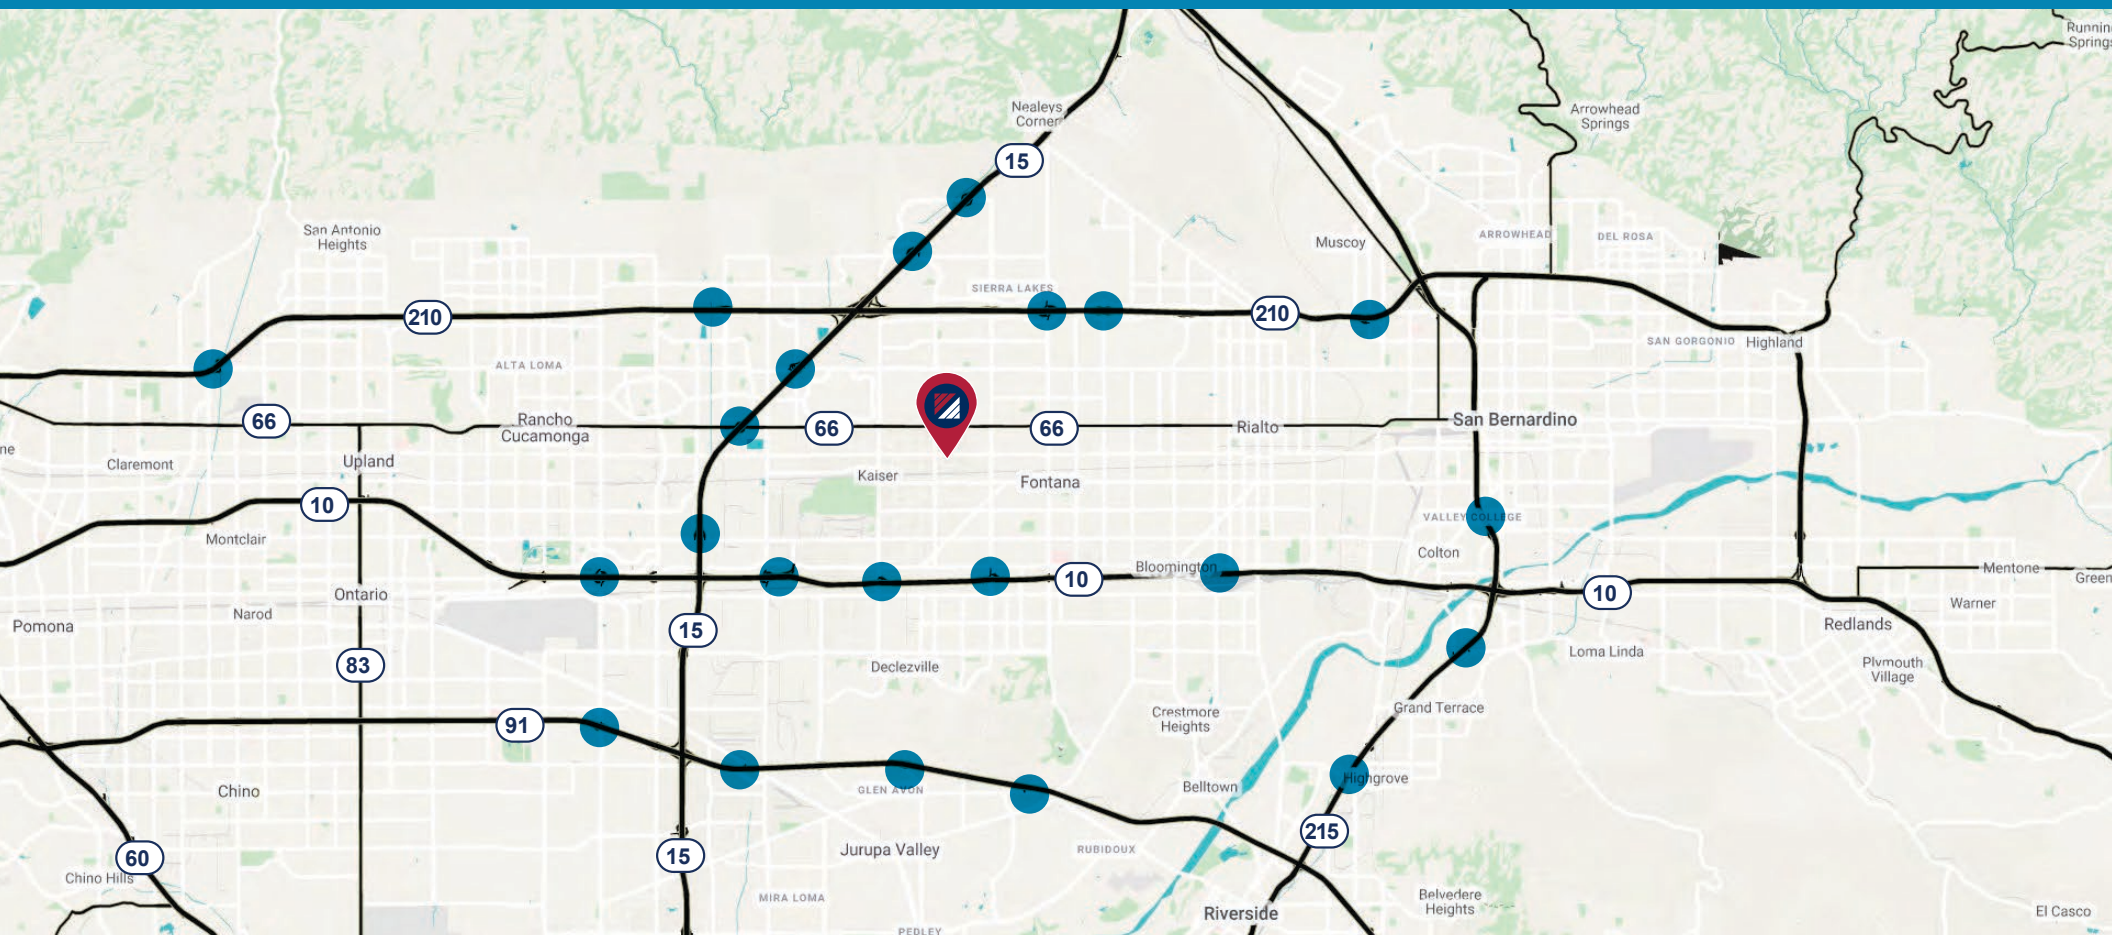 Running
Springs
Nealeys
Corner
Arrowhead
Springs
15
San Antonio
Heights
Muscoy
ARROWHEAD
DEL ROSA
SIERRA LAKES
210
210
SAN GORGONIO
Highland
ALTA LOMA
66
Rancho
Cucamonga
66
66
Rialto
San Bernardino
Claremont
Upland
Kaiser
Fontana
10
VALLEY COLLEGE
Montclair
Colton
Bloomington
10
Mentone
Green
Ontario
10
Narod
Warner
Pomona
15
Redlands
83
Declezville
Loma Linda
Plymouth
Village
91
Crestmore
Heights
Grand Terrace
Highgrove
Chino
GLEN AVON
Belltown
215
60
15
Jurupa Valley
RUBIDOUX
Chino Hills
MIRA LOMA
Belvedere
Heights
Riverside
El Casco
PEDLEY